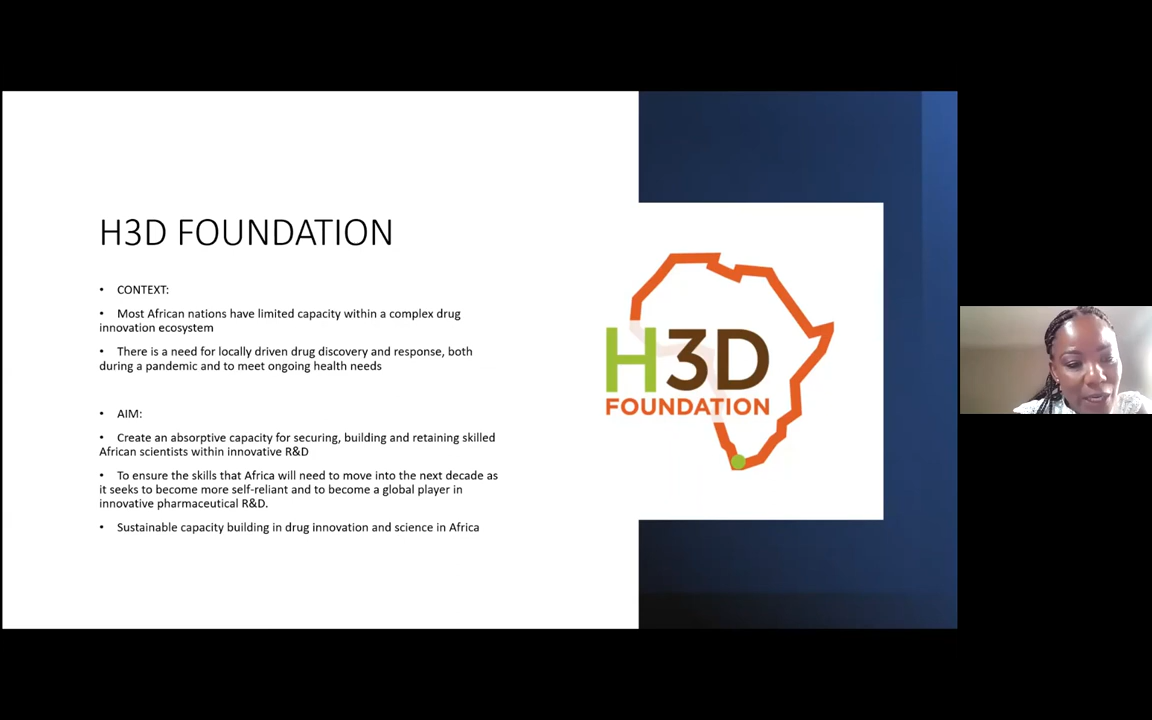 H3D FOUNDATION
• CONTEXT:
• Most African nations have limited capacity within a complex drug
innovation ecosystem
• There is a need for locally driven drug discovery and response, both
during a pandemic and to meet ongoing health needs
• AIM:
• Create an absorptive capacity for securing, building and retaining skilled
African scientists within innovative R&D
• To ensure the skills that Africa will need to move into the next decade as
it seeks to become more self-reliant and to become a global player in
innovative pharmaceutical R&D.
• Sustainable capacity building in drug innovation and science in Africa
H3D
FOUNDATION